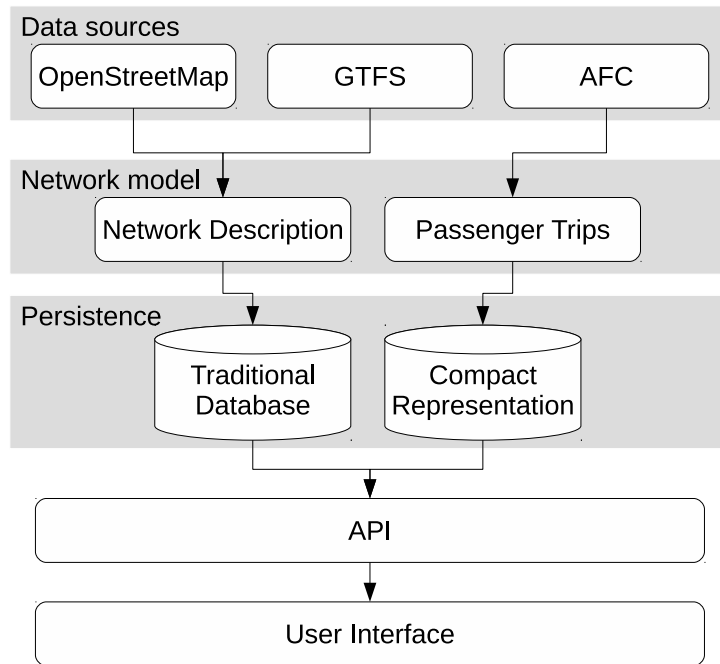 Data sources
OpenStreetMap
GTFS
AFC
Network model
Network Description
Passenger Trips
Persistence
Traditional
Database
Compact
Representation
API
User Interface